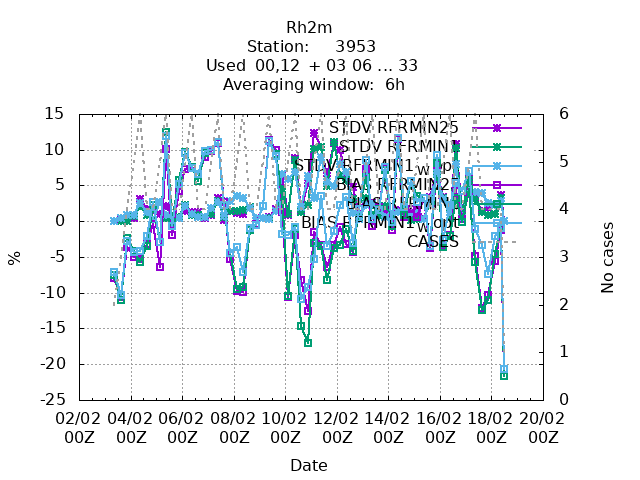 Rh2m
Station: 3953
Used 00,12 + 03 06 ... 33
Averaging window: 6h
15 6
STDV RFRMIN25
10 5
5
BIAS RFRMIN25
0 4
CASES
-5 3
-10 2
-15
-20 1
-25 0
% No cases
02/02 04/02 06/02 08/02 10/02 12/02 14/02 16/02 18/02 20/02
00Z 00Z 00Z 00Z 00Z 00Z 00Z 00Z 00Z 00Z
Date